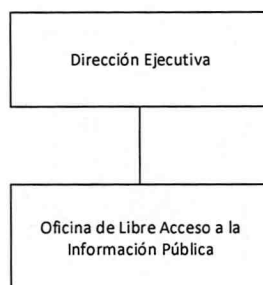 Dirección Ejecutiva
Oficina de Libre Acceso a la
Información Pública